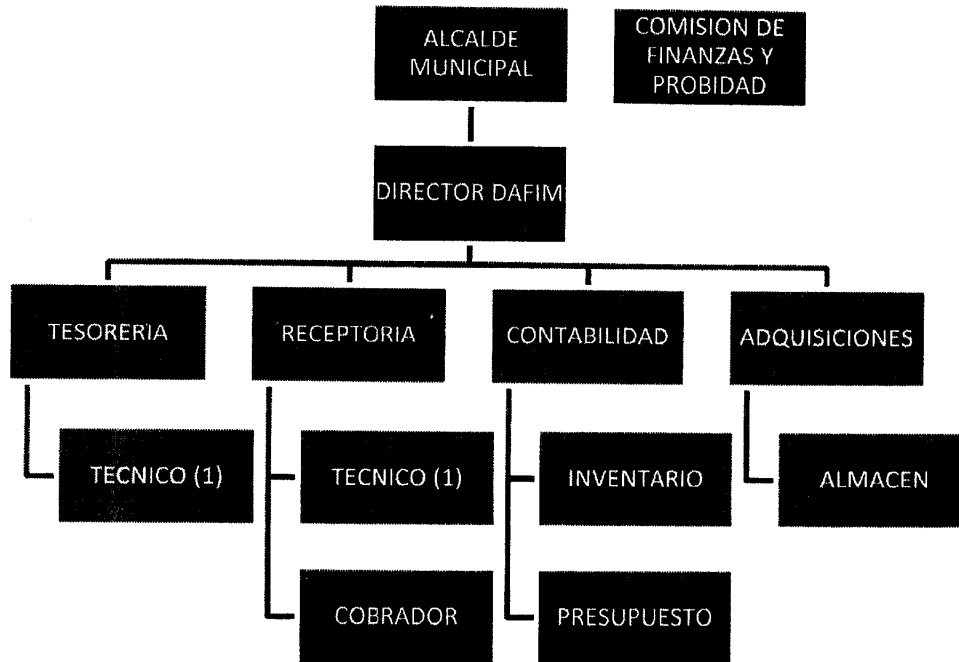 ALCALDE
MUNICIPAL
COMISION DE
FINANZAS Y
PROBIDAD
DIRECTOR DAFIM
TESORERIA
RECEPTORIA
CONTABILIDAD
ADQUISICIONES
TECNICO (1)
TECNICO (1)
INVENTARIO
ALMACEN
COBRADOR
PRESUPUESTO